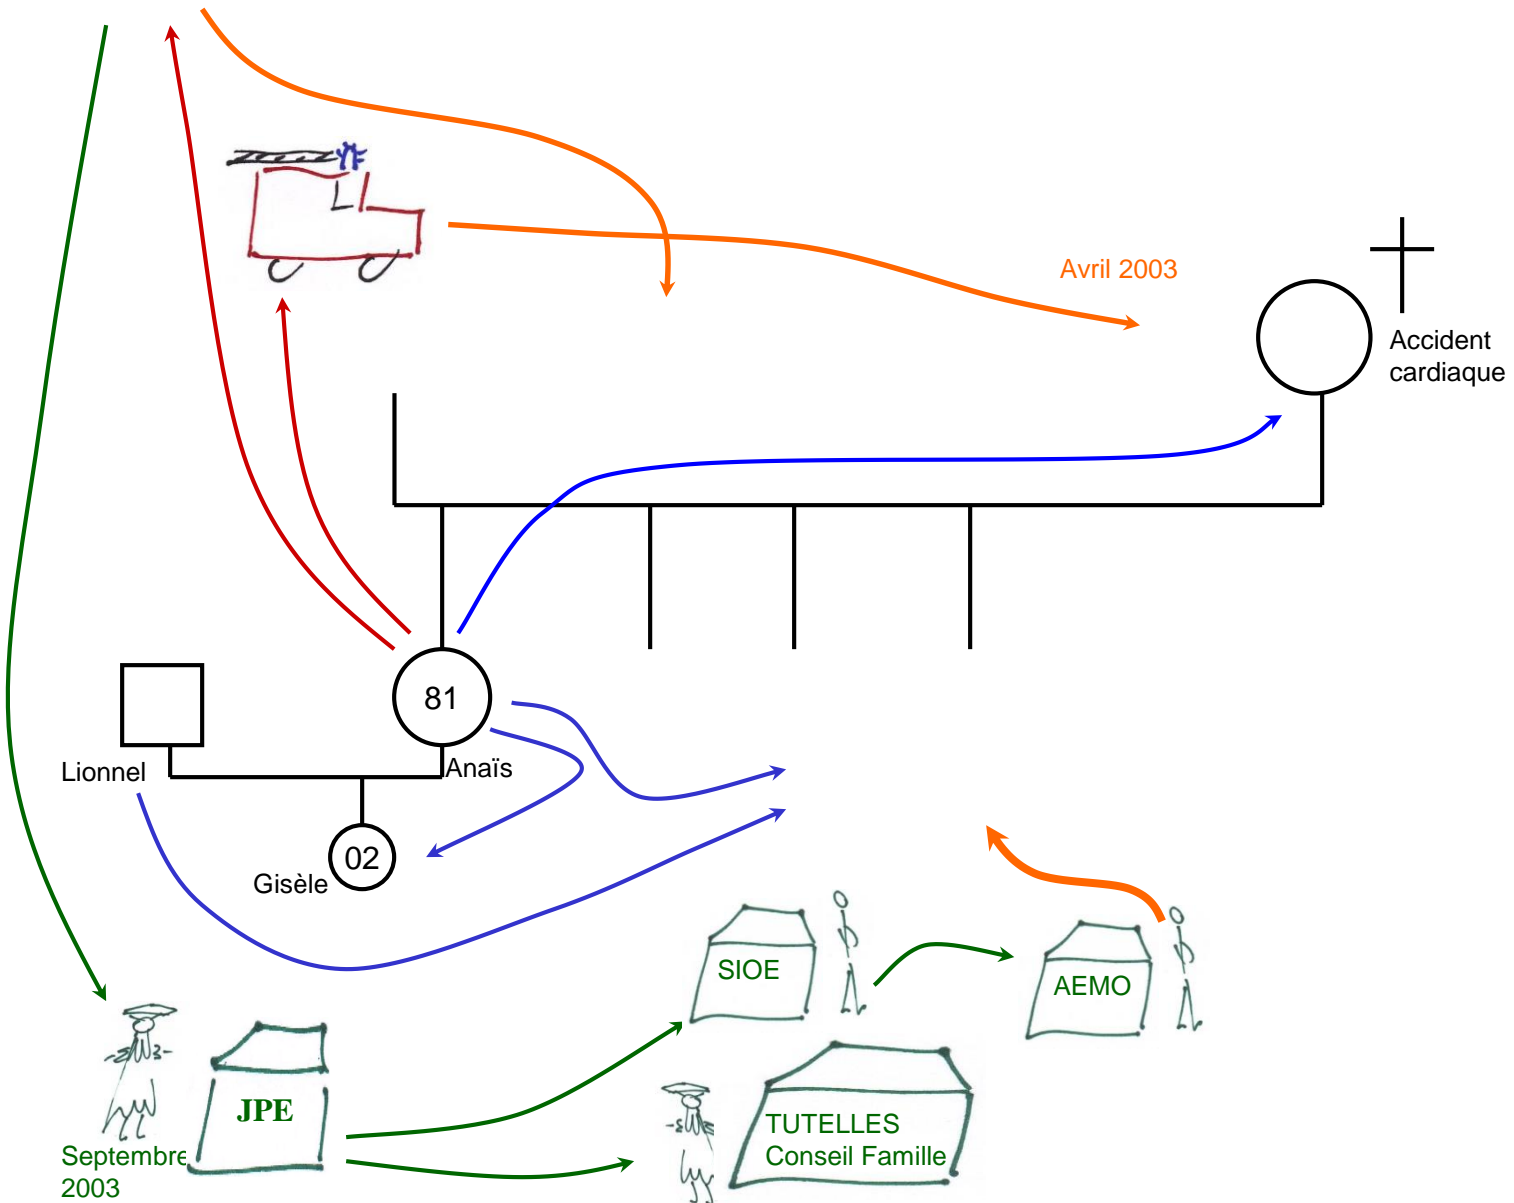 Avril 2003
Accident
cardiaque
81
Lionnel
Anaïs
02
Gisèle
SIOE
AEMO
JPE
TUTELLES
Conseil Famille
Septembre
2003